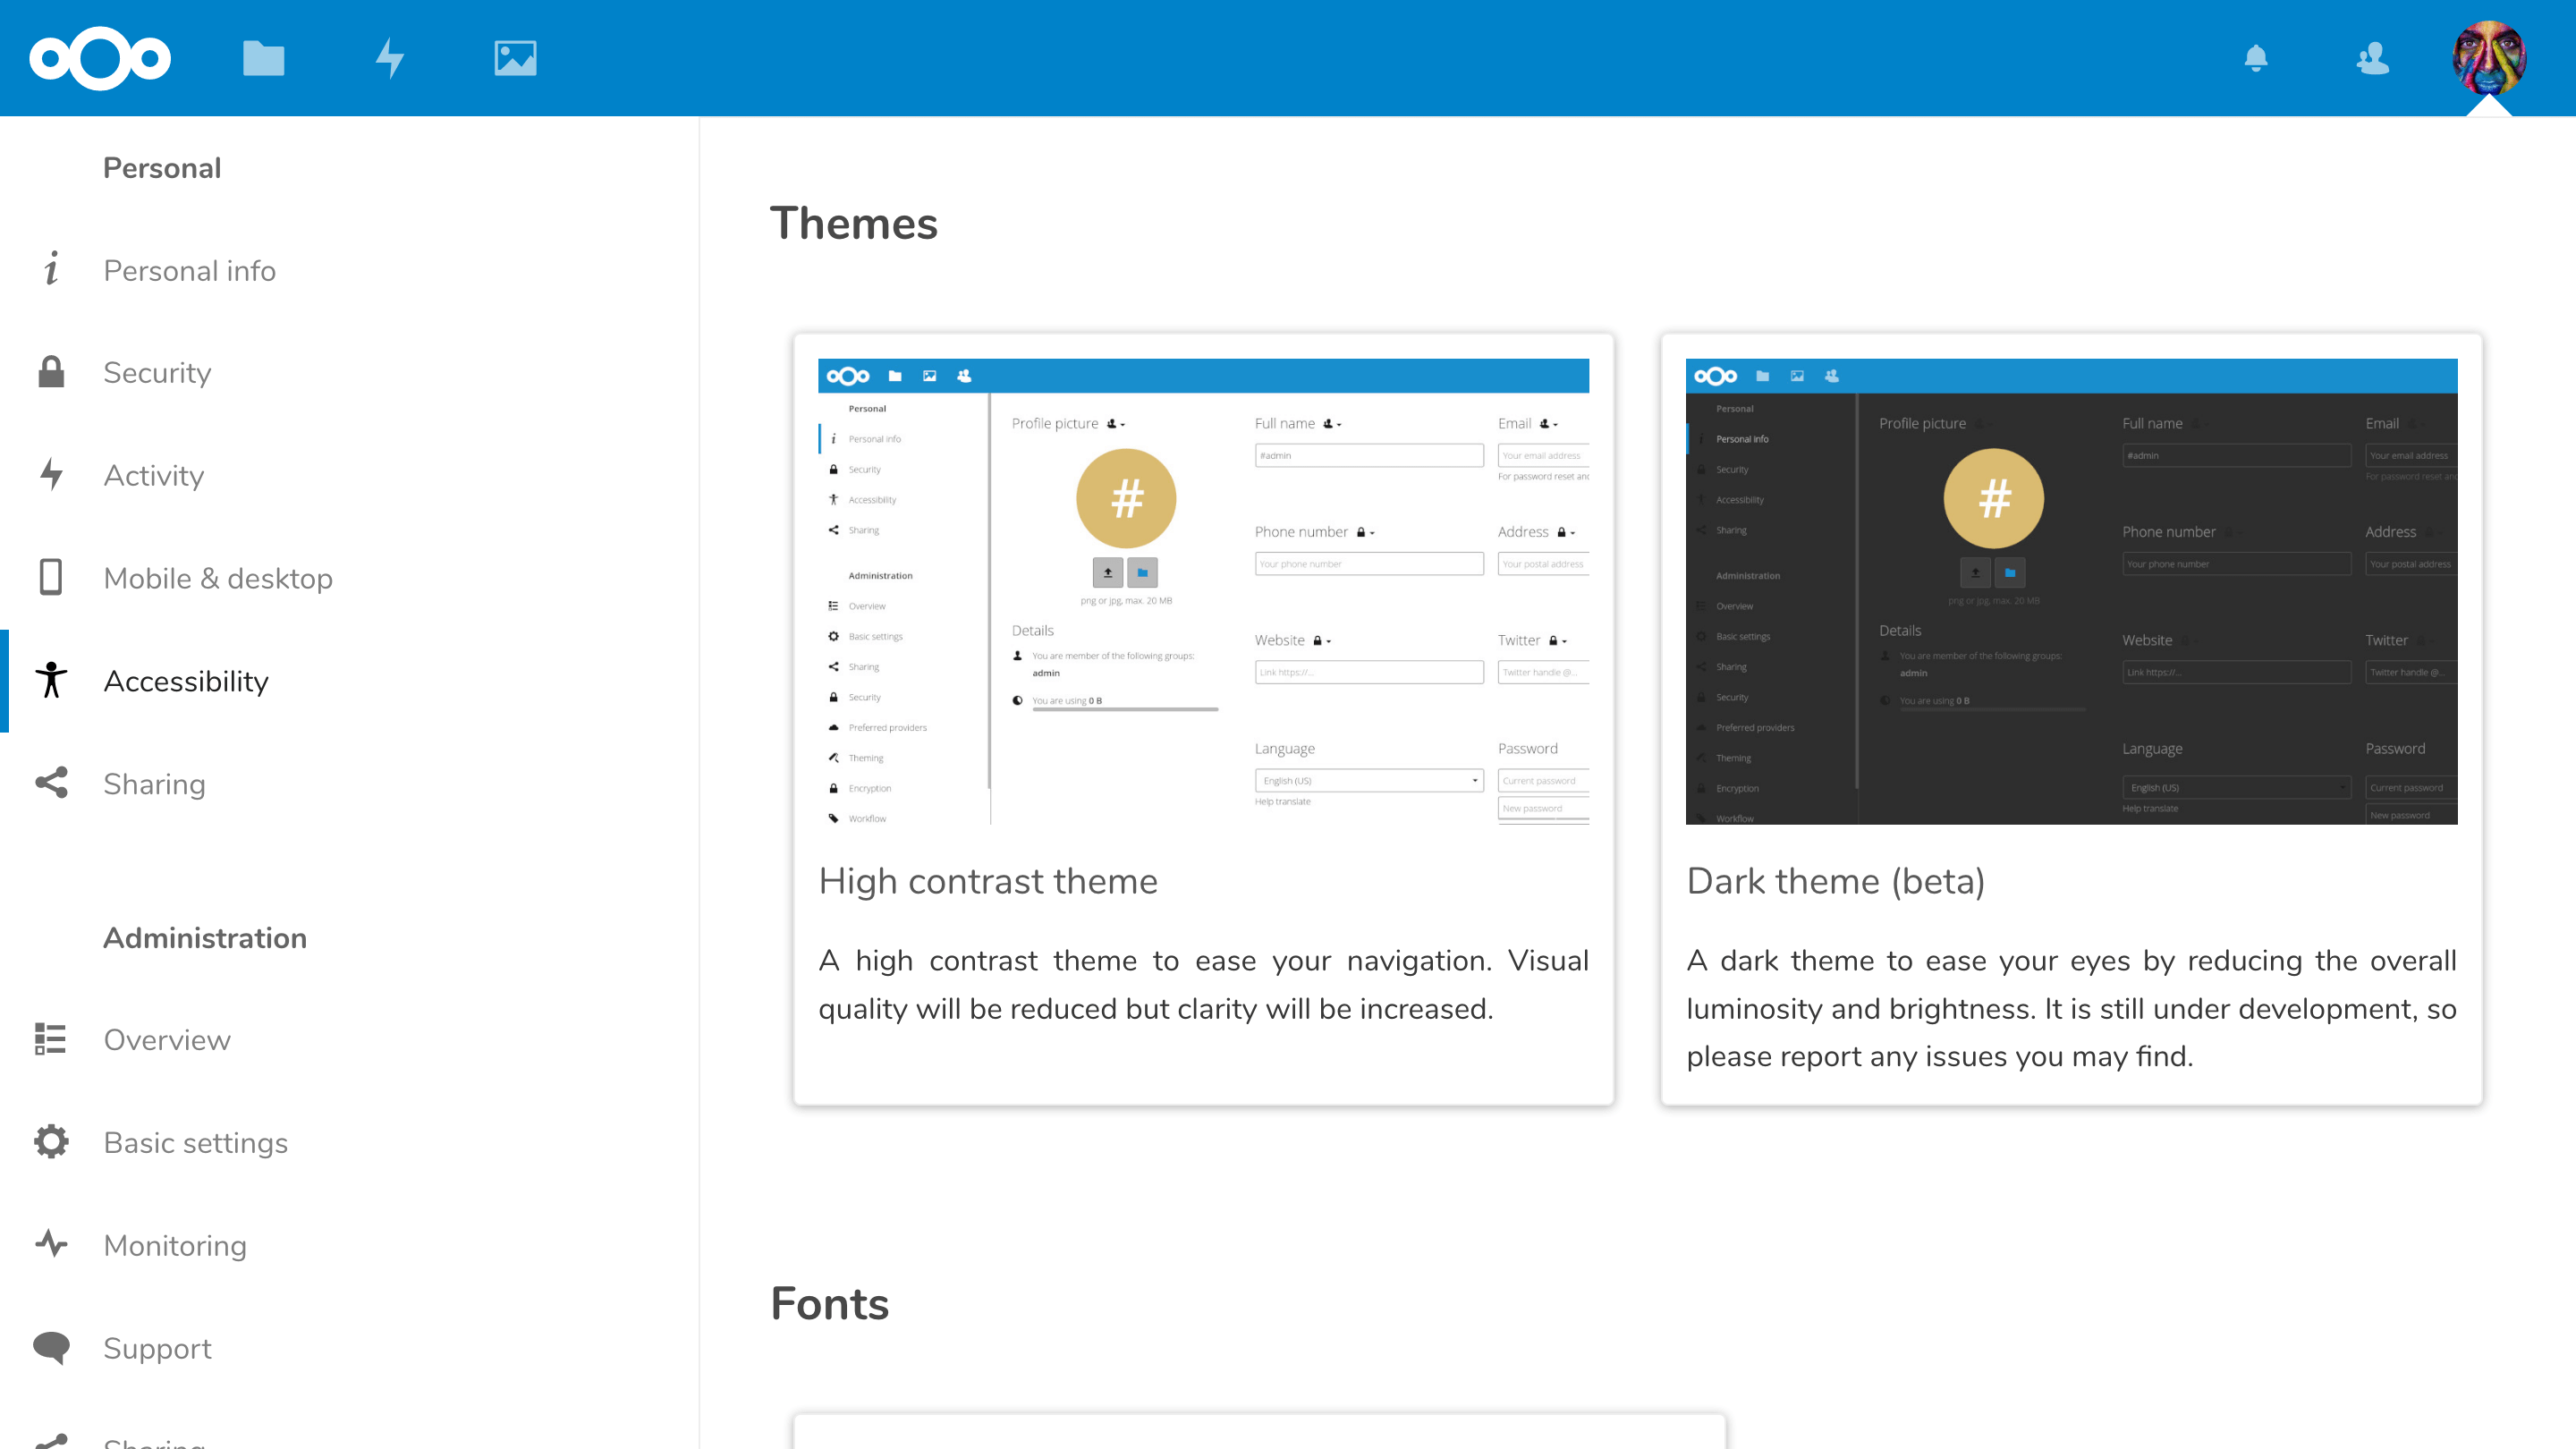 Personal
Personal info
Security
Activity
Mobile & desktop
Accessibility
Sharing
Administration
Overview
Basic settings
Monitoring
Support
Sharing
Themes
Personal
Personal info
Security
Accessibility
Sharing
Administration
Overview
Basic settings
Sharing
Security
Preferred providers
Theming
Encryption
Workflow
Profile picture
#
png or jpg, max. 20 MB
Details
You are member of the following groups:
admin
You are using 0 B
Full name
#admin
Phone number
Your phone number
Website
Link https://...
Language
English (US)
Help translate
Email
Your email address
For password reset and
Address
Your postal address
Twitter
Twitter handle @...
Password
Current password
New password
High contrast theme
A high contrast theme to ease your navigation. Visual
quality will be reduced but clarity will be increased.
Personal
Personal info
Security
Accessibility
Sharing
Administration
Overview
Basic settings
Sharing
Security
Preferred providers
Theming
Encryption
Workflow
Profile picture
#
png or jpg, max. 20 MB
Details
You are member of the following groups:
admin
You are using 0 B
Full name
#admin
Phone number
Your phone number
Website
Link https://...
Language
English (US)
Help translate
Email
Your email address
For password reset and
Address
Your postal address
Twitter
Twitter handle @...
Password
Current password
New password
Dark theme (beta)
A dark theme to ease your eyes by reducing the overall
luminosity and brightness. It is still under development, so
please report any issues you may find.
Fonts